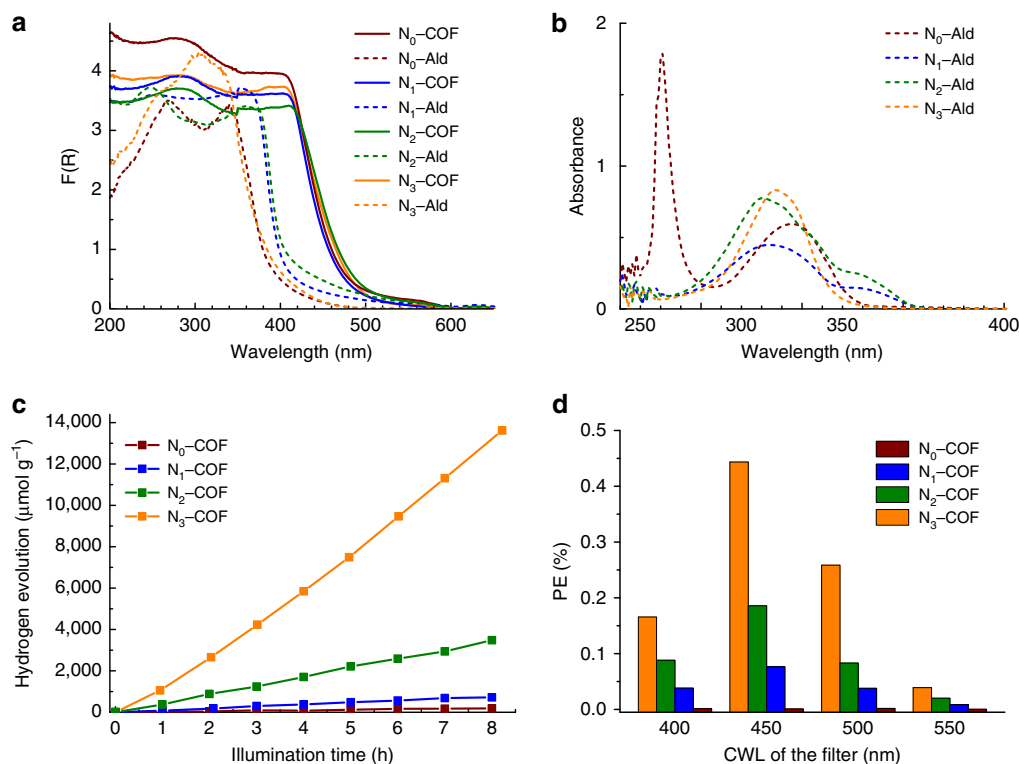 a
F(R)
4
3
2
1
0
200
300
400
500
600
Wavelength (nm)
N₀–COF
N₀–Ald
N₁–COF
N₁–Ald
N₂–COF
N₂–Ald
N₃–COF
N₃–Ald
b
Absorbance
2
1
0
250
300
350
400
Wavelength (nm)
N₀–Ald
N₁–Ald
N₂–Ald
N₃–Ald
c
Hydrogen evolution (μmol g⁻¹)
14,000
12,000
10,000
8,000
6,000
4,000
2,000
0
0
1
2
3
4
5
6
7
8
Illumination time (h)
N₀–COF
N₁–COF
N₂–COF
N₃–COF
d
PE (%)
0.5
0.4
0.3
0.2
0.1
0.0
400
450
500
550
CWL of the filter (nm)
N₀–COF
N₁–COF
N₂–COF
N₃–COF